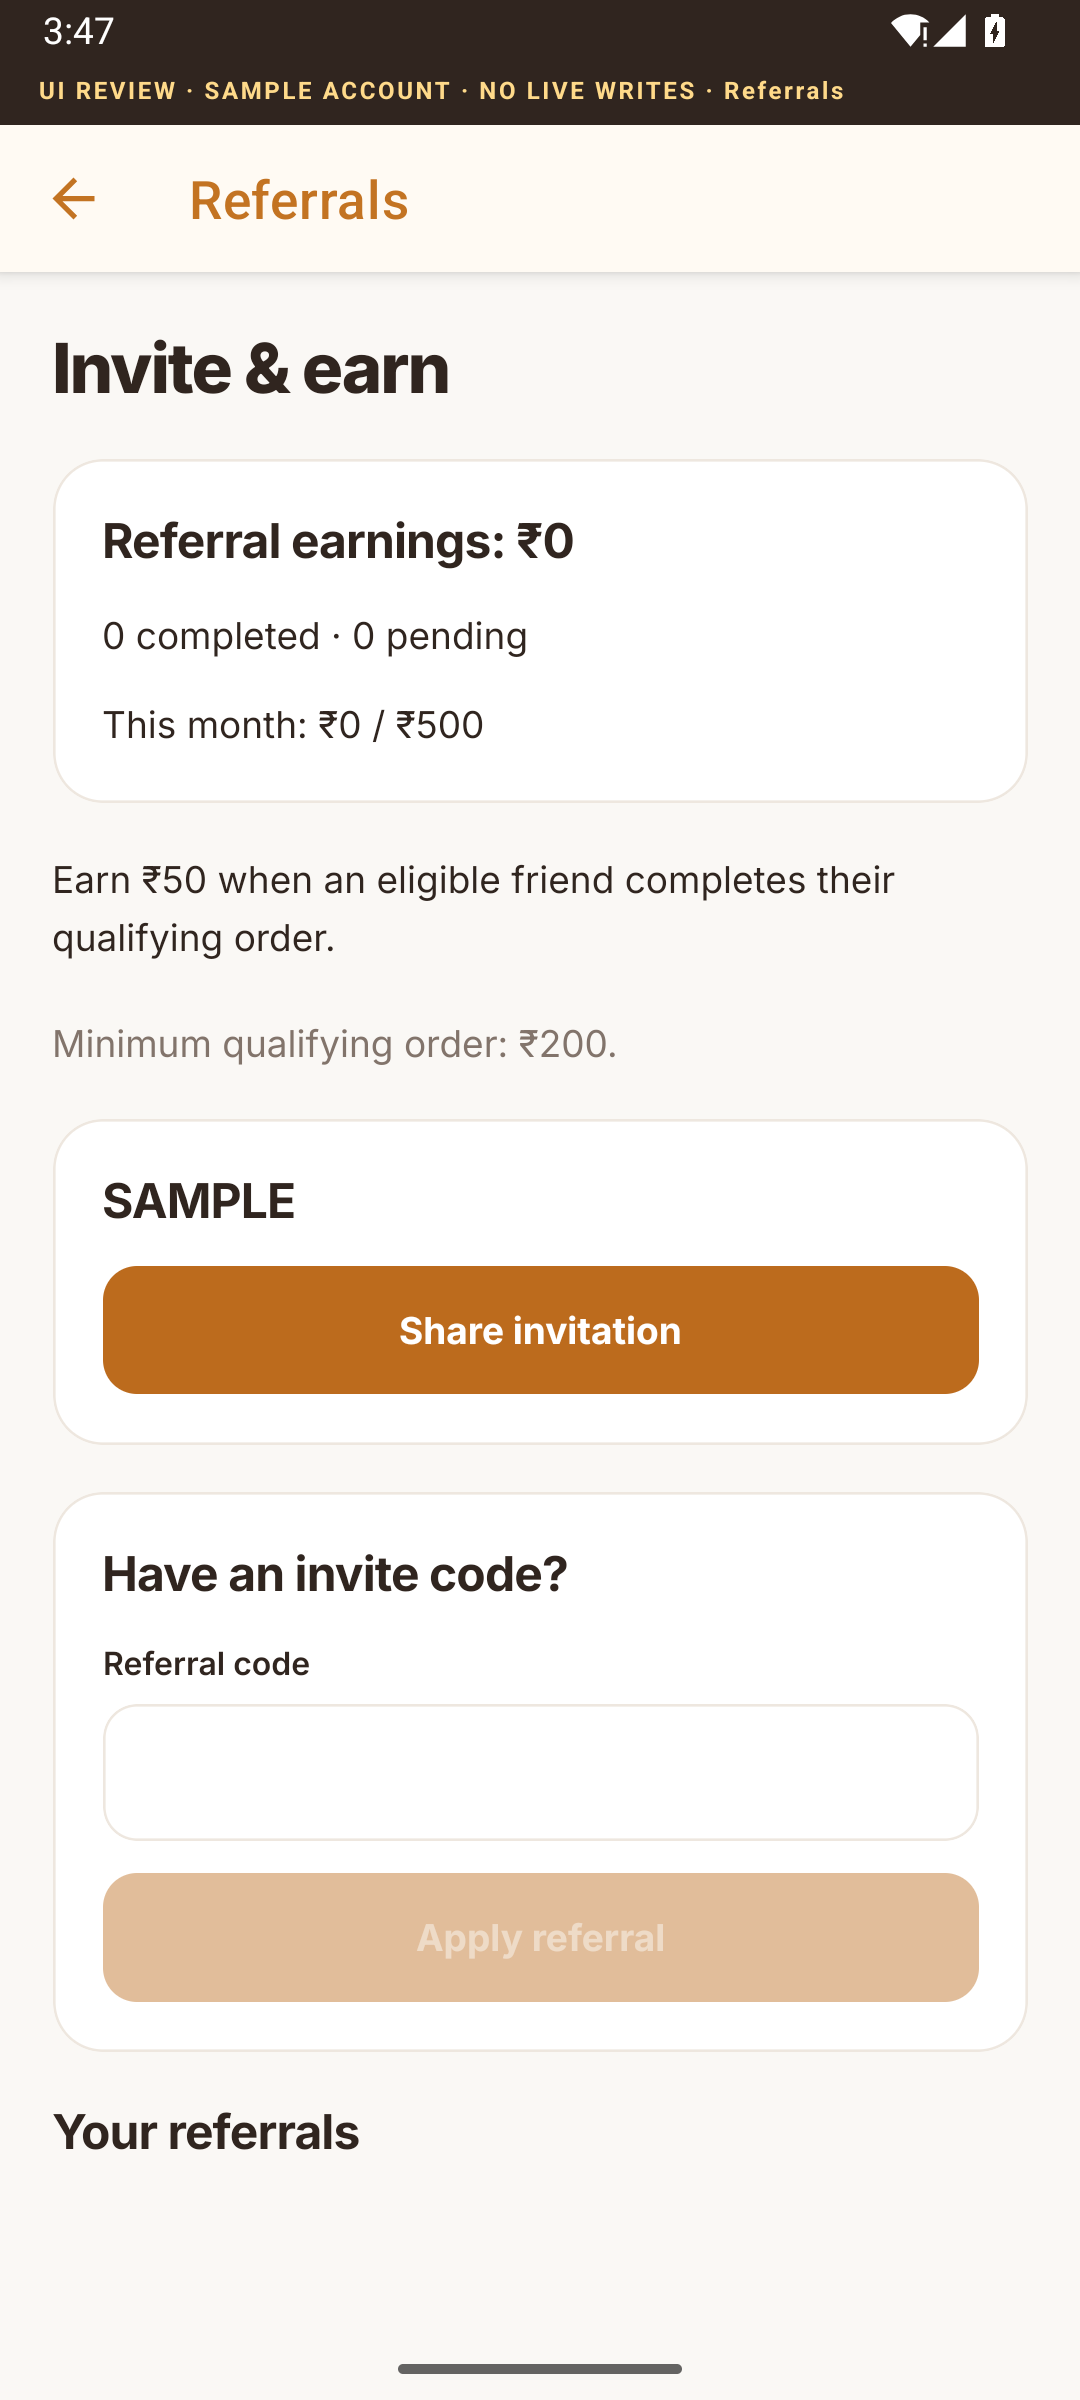 3:47
UI REVIEW · SAMPLE ACCOUNT · NO LIVE WRITES · Referrals
Referrals
Invite & earn
Referral earnings: ₹0
0 completed · 0 pending
This month: ₹0 / ₹500
Earn ₹50 when an eligible friend completes their
qualifying order.
Minimum qualifying order: ₹200.
SAMPLE
Share invitation
Have an invite code?
Referral code
Apply referral
Your referrals